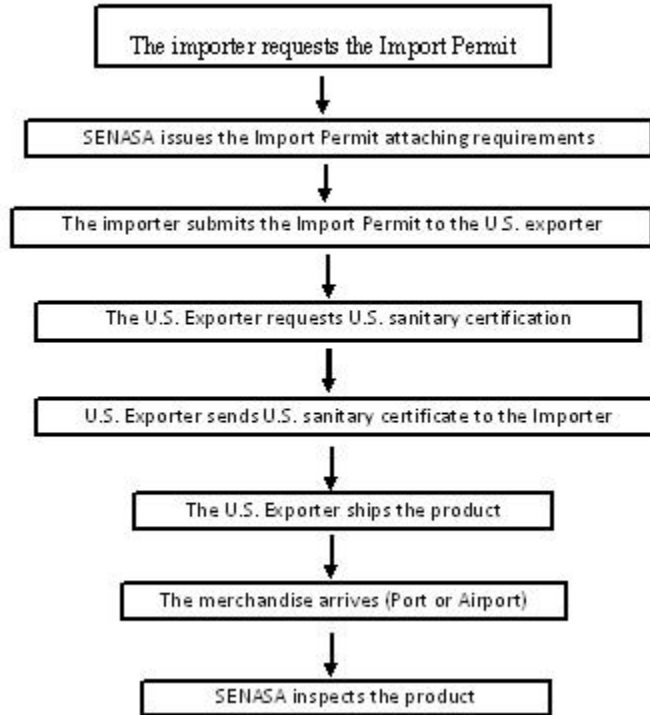 The importer requests the Import Permit
SENASA issues the Import Permit attaching requirements
The importer submits the Import Permit to the U.S. exporter
The U.S. Exporter requests U.S. sanitary certification
U.S. Exporter sends U.S. sanitary certificate to the Importer
The U.S. Exporter ships the product
The merchandise arrives (Port or Airport)
SENASA inspects the product